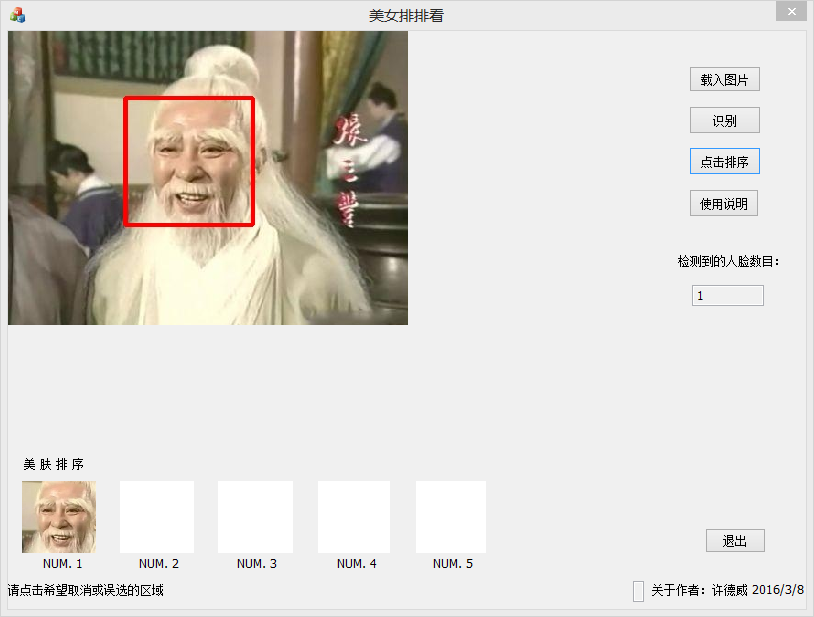 美女排排看
載入图片
识别
点击排序
使用说明
張三豐
检测到的人脸数目：
1
美 肤 排 序
NUM. 1
NUM. 2
NUM. 3
NUM. 4
NUM. 5
退出
请点击希望取消或误选的区域
关于作者：许德威 2016/3/8